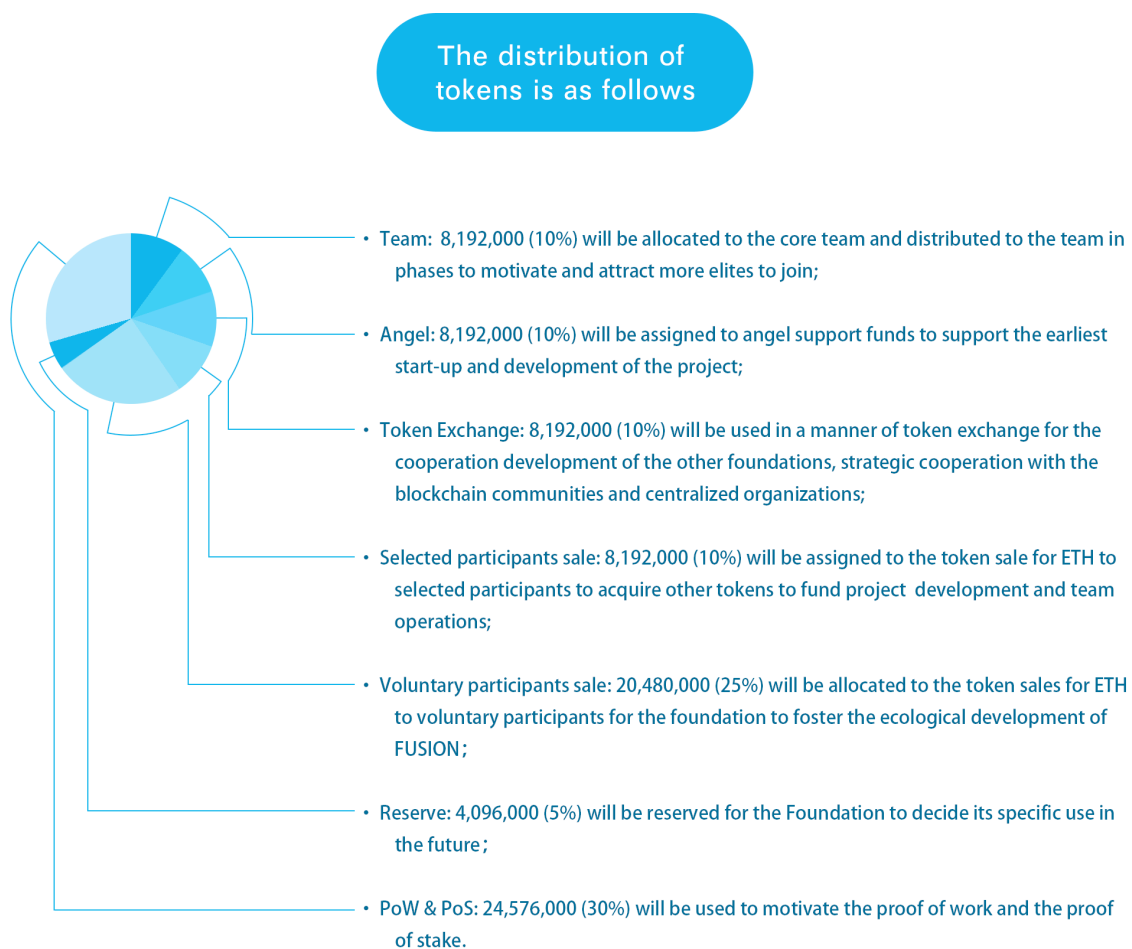 The distribution of
tokens is as follows
• Team: 8,192,000 (10%) will be allocated to the core team and distributed to the team in
phases to motivate and attract more elites to join;
• Angel: 8,192,000 (10%) will be assigned to angel support funds to support the earliest
start-up and development of the project;
• Token Exchange: 8,192,000 (10%) will be used in a manner of token exchange for the
cooperation development of the other foundations, strategic cooperation with the
blockchain communities and centralized organizations;
• Selected participants sale: 8,192,000 (10%) will be assigned to the token sale for ETH to
selected participants to acquire other tokens to fund project development and team
operations;
• Voluntary participants sale: 20,480,000 (25%) will be allocated to the token sales for ETH
to voluntary participants for the foundation to foster the ecological development of
FUSION;
• Reserve: 4,096,000 (5%) will be reserved for the Foundation to decide its specific use in
the future;
• PoW & PoS: 24,576,000 (30%) will be used to motivate the proof of work and the proof
of stake.